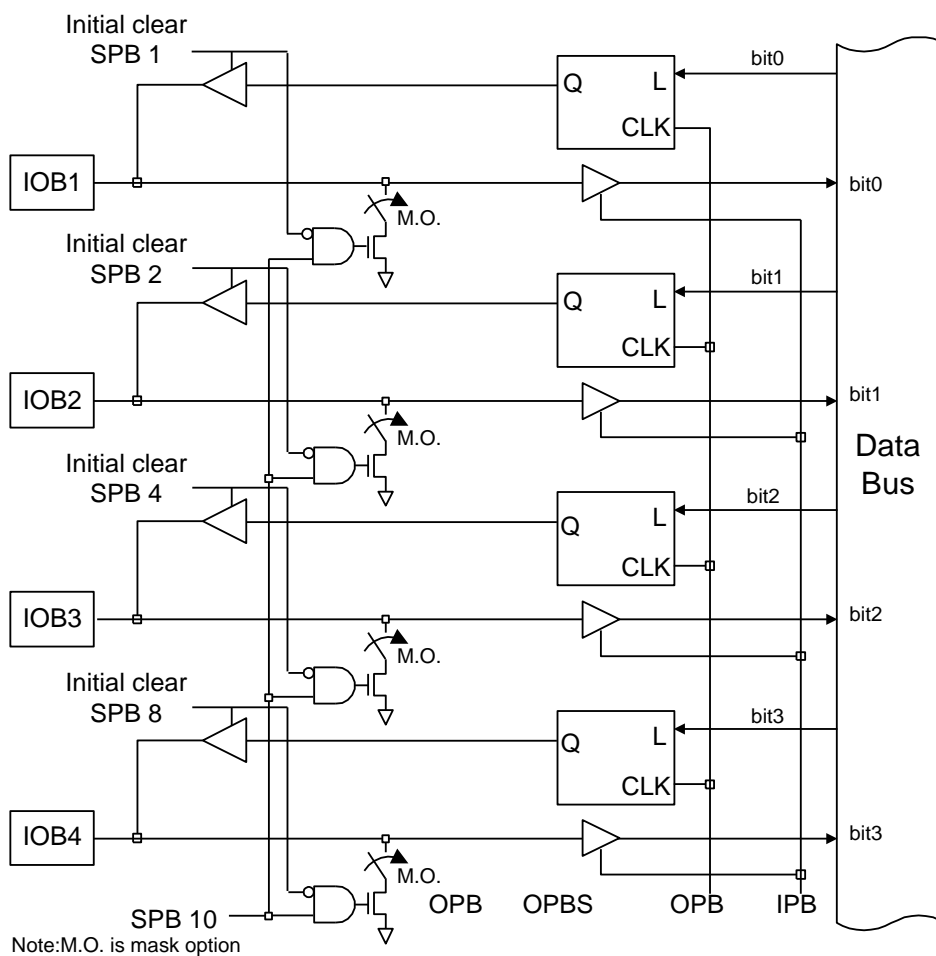 Initial clear
SPB 1
Q
L
CLK
bit0
IOB1
M.O.
bit0
Initial clear
SPB 2
Q
L
CLK
bit1
IOB2
M.O.
bit1
Data
Bus
Initial clear
SPB 4
Q
L
CLK
bit2
IOB3
M.O.
bit2
Initial clear
SPB 8
Q
L
CLK
bit3
IOB4
M.O.
bit3
SPB 10
OPB
OPBS
OPB
IPB
Note:M.O. is mask option